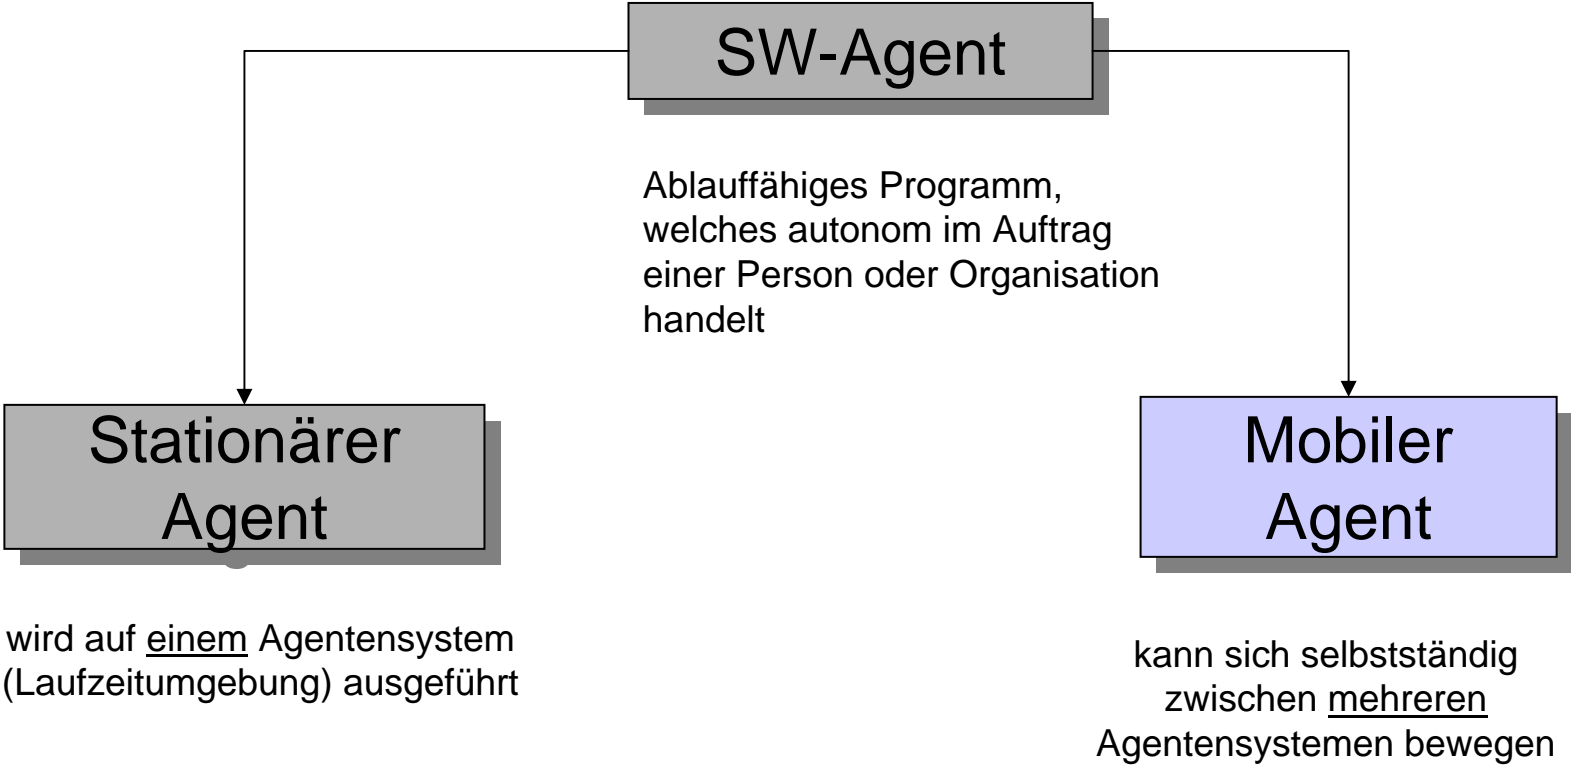 SW-Agent
Ablauffähiges Programm,
welches autonom im Auftrag
einer Person oder Organisation
handelt
Stationärer
Agent
wird auf einem Agentensystem
(Laufzeitumgebung) ausgeführt
Mobiler
Agent
kann sich selbstständig
zwischen mehreren
Agentensystemen bewegen